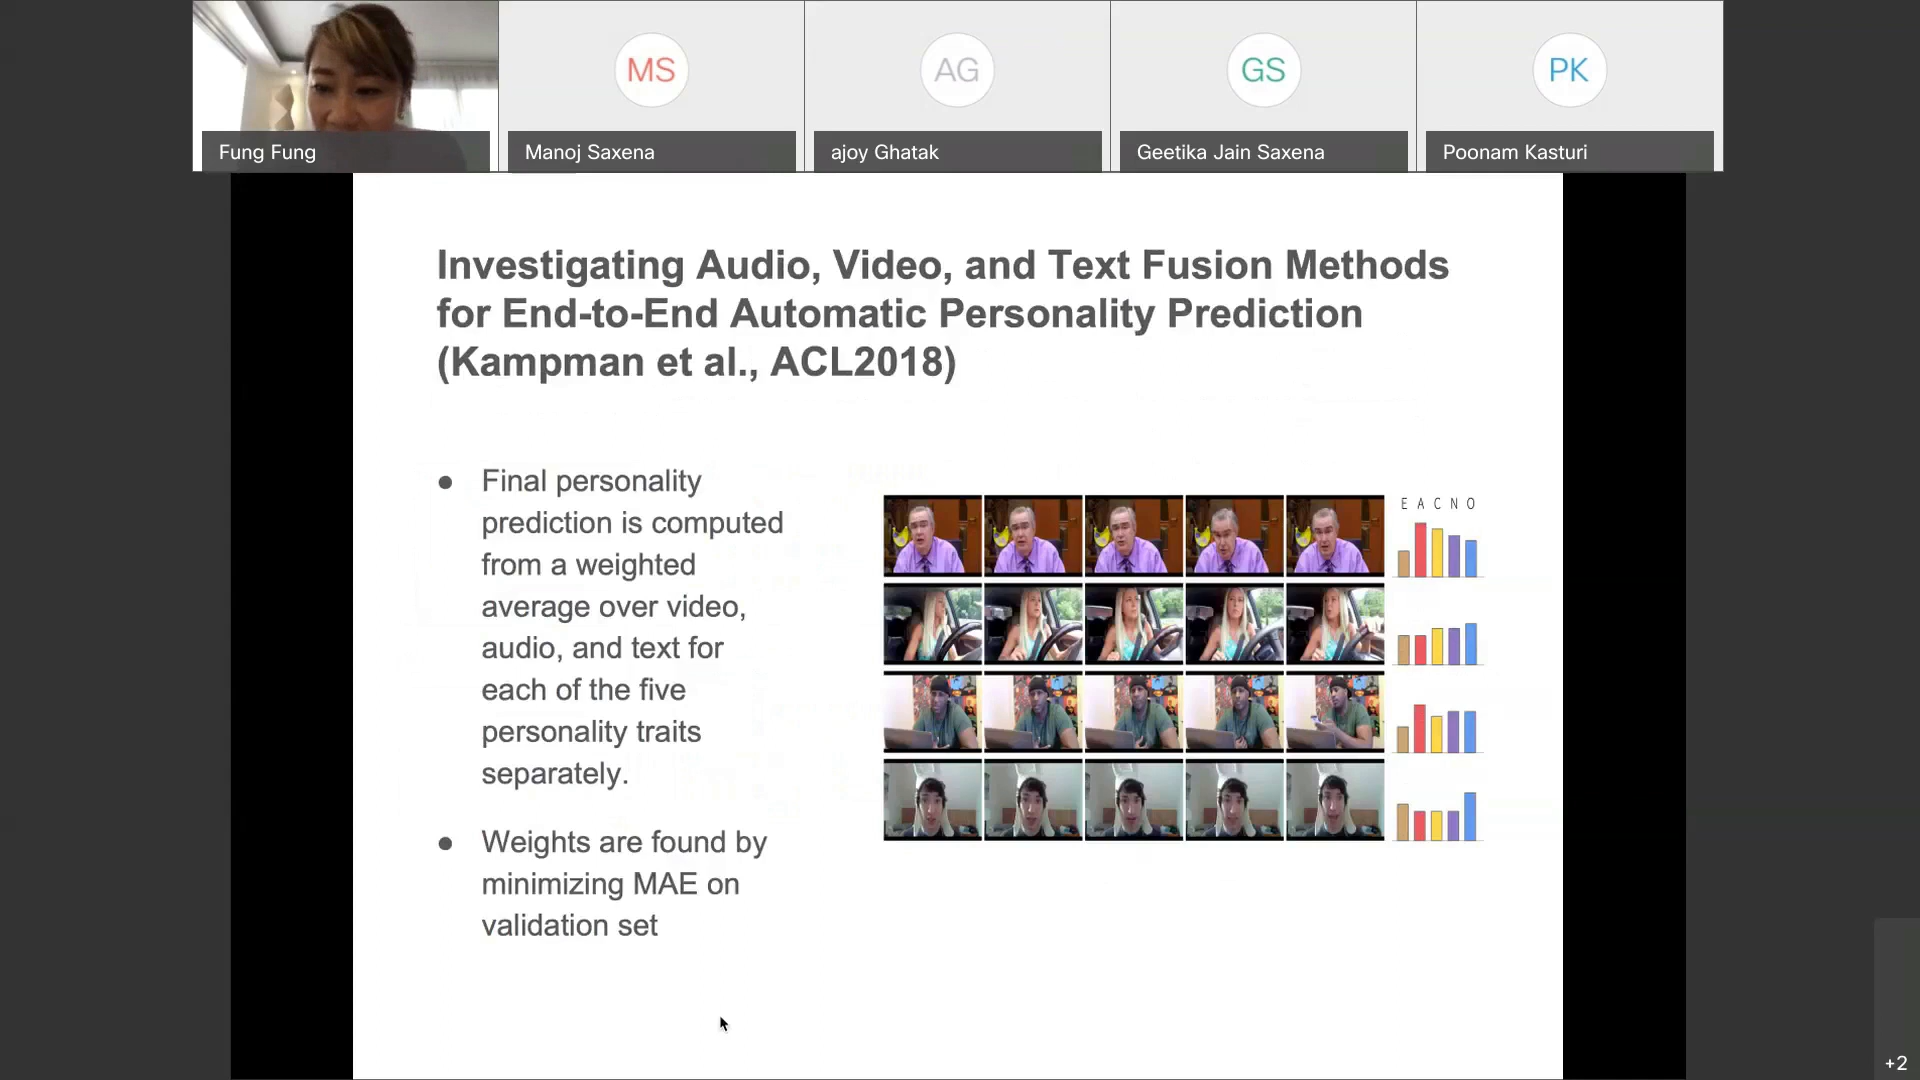 MS
AG
GS
PK
Fung Fung
Manoj Saxena
ajoy Ghatak
Geetika Jain Saxena
Poonam Kasturi
Investigating Audio, Video, and Text Fusion Methods
for End-to-End Automatic Personality Prediction
(Kampman et al., ACL2018)
● Final personality
prediction is computed
from a weighted
average over video,
audio, and text for
each of the five
personality traits
separately.
● Weights are found by
minimizing MAE on
validation set
E A C N O
+2